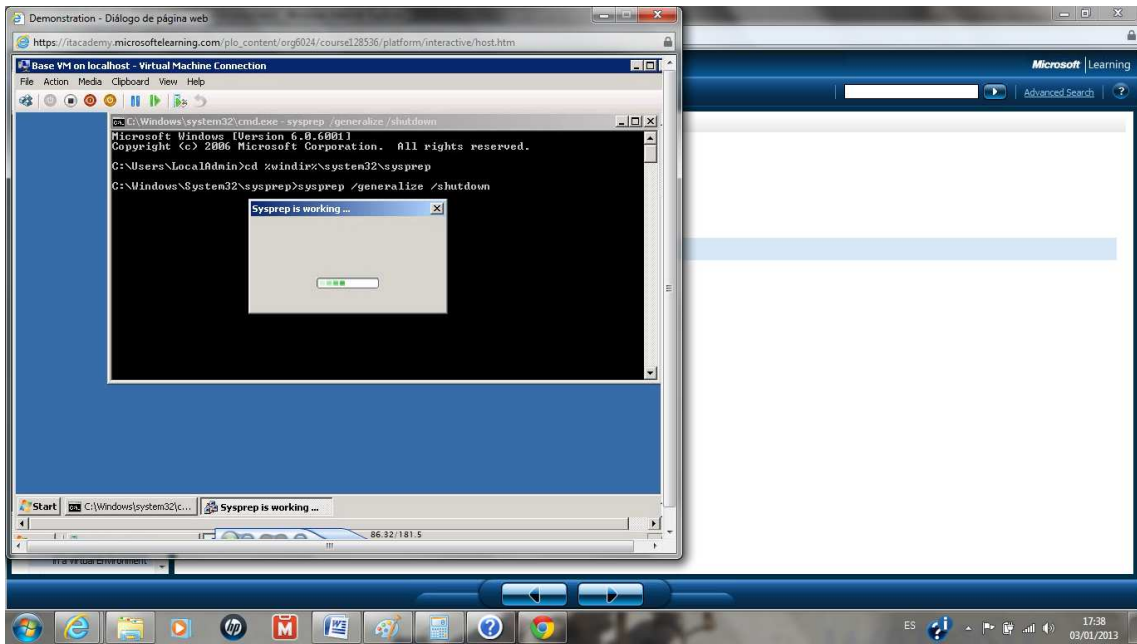 Demonstration - Diálogo de página web
https://itacademy.microsoftelearning.com/plo_content/org6024/course128536/platform/interactive/host.htm
Base VM on localhost - Virtual Machine Connection
File Action Media Clipboard View Help
C:\Windows\system32\cmd.exe - sysprep /generalize /shutdown
Microsoft Windows [Version 6.0.6001]
Copyright (c) 2006 Microsoft Corporation. All rights reserved.
C:\Users\LocalAdmin>cd %windir%\system32\sysprep
C:\Windows\System32\sysprep>sysprep /generalize /shutdown
Sysprep is working ...
Start C:\Windows\system32\c... Sysprep is working ...
86.32/181.5
in a Virtual Environment
Microsoft Learning
Advanced Search
ES 17:38
03/01/2013